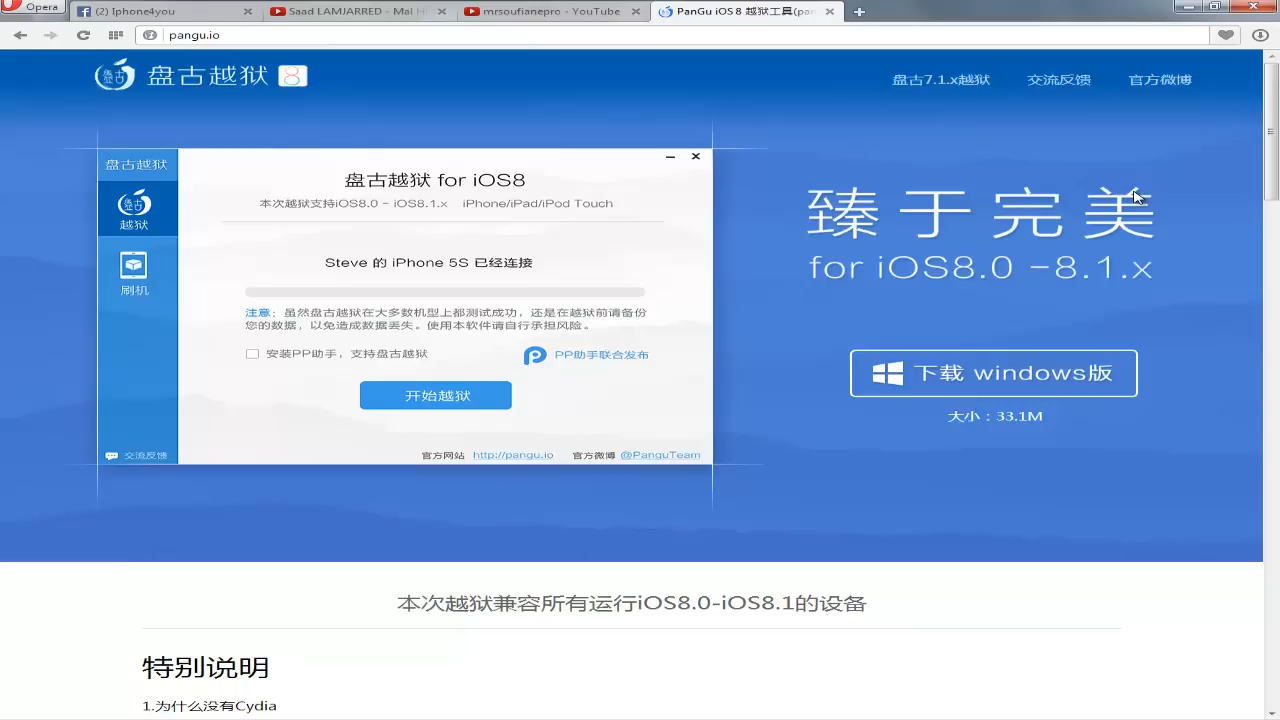 Opera
(2) Iphone4you
Saad LAMJARRED - Mal H
mrsoufianepro - YouTube
PanGu iOS 8 越狱工具(pan
pangu.io
盘古越狱 8
盘古7.1.x越狱
交流反馈
官方微博
盘古越狱
越狱
刷机
交流反馈
盘古越狱 for iOS8
本次越狱支持iOS8.0 - iOS8.1.x iPhone/iPad/iPod Touch
Steve 的 iPhone 5S 已经连接
注意：虽然盘古越狱在大多数机型上都测试成功，还是在越狱前请备份
您的数据，以免造成数据丢失。使用本软件请自行承担风险。
安装PP助手，支持盘古越狱
PP助手联合发布
开始越狱
官方网站 http://pangu.io 官方微博 @PanguTeam
臻于完美
for iOS8.0 -8.1.x
下载 windows版
大小：33.1M
本次越狱兼容所有运行iOS8.0-iOS8.1的设备
特别说明
1.为什么没有Cydia